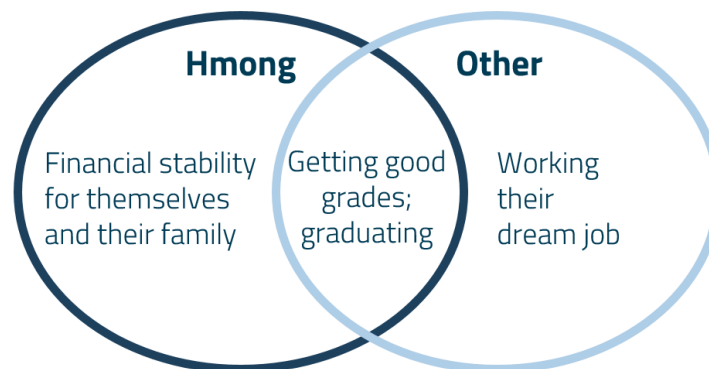 Hmong
Other
Financial stability
for themselves
and their family
Getting good
grades;
graduating
Working
their
dream job